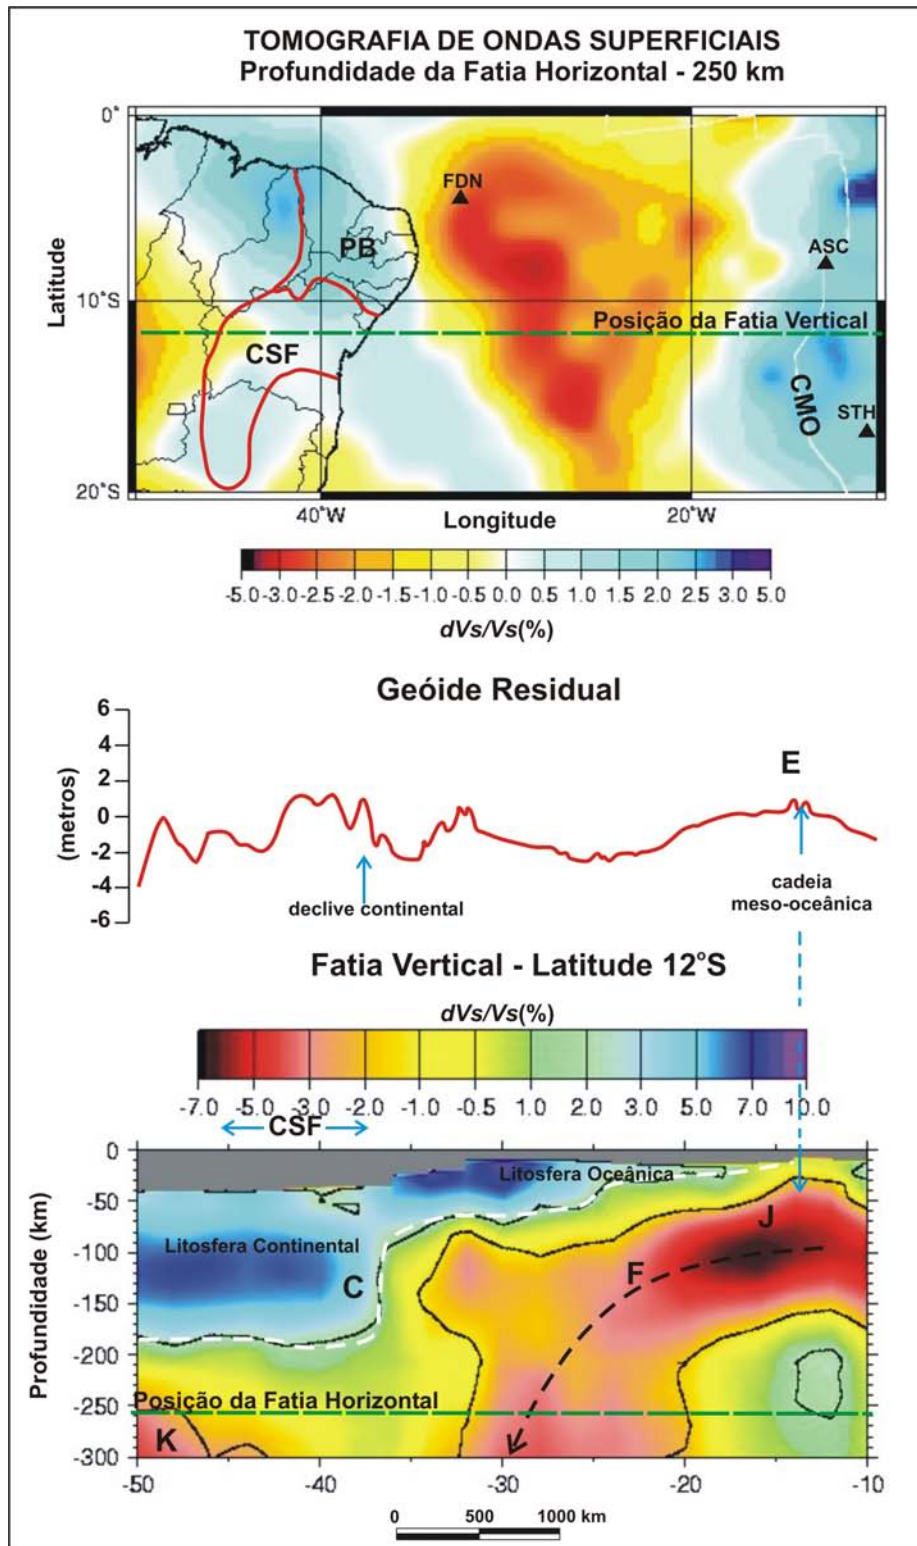 TOMOGRAFIA DE ONDAS SUPERFICIAIS
Profundidade da Fatia Horizontal - 250 km
0°
FDN
PB
ASC
Latitude
10°S
Posição da Fatia Vertical
CSF
CMO
STH
20°S
40°W
Longitude
20°W
-5.0 -3.0 -2.5 -2.0 -1.5 -1.0 -0.5 0.0 0.5 1.0 1.5 2.0 2.5 3.0 5.0
dVs/Vs(%)
Geóide Residual
6
4
E
2
(metros)
0
-2
cadeia
meso-oceânica
-4
declive continental
-6
Fatia Vertical - Latitude 12°S
dVs/Vs(%)
-7.0 -5.0 -3.0 -2.0 -1.0 -0.5 1.0 2.0 3.0 5.0 7.0 10.0
CSF
0
Litosfera Oceânica
-50
Litosfera Continental
J
-100
C
F
Profundidade (km)
-150
-200
Posição da Fatia Horizontal
-250
K
-300
-50 -40 -30 -20 -10
0 500 1000 km